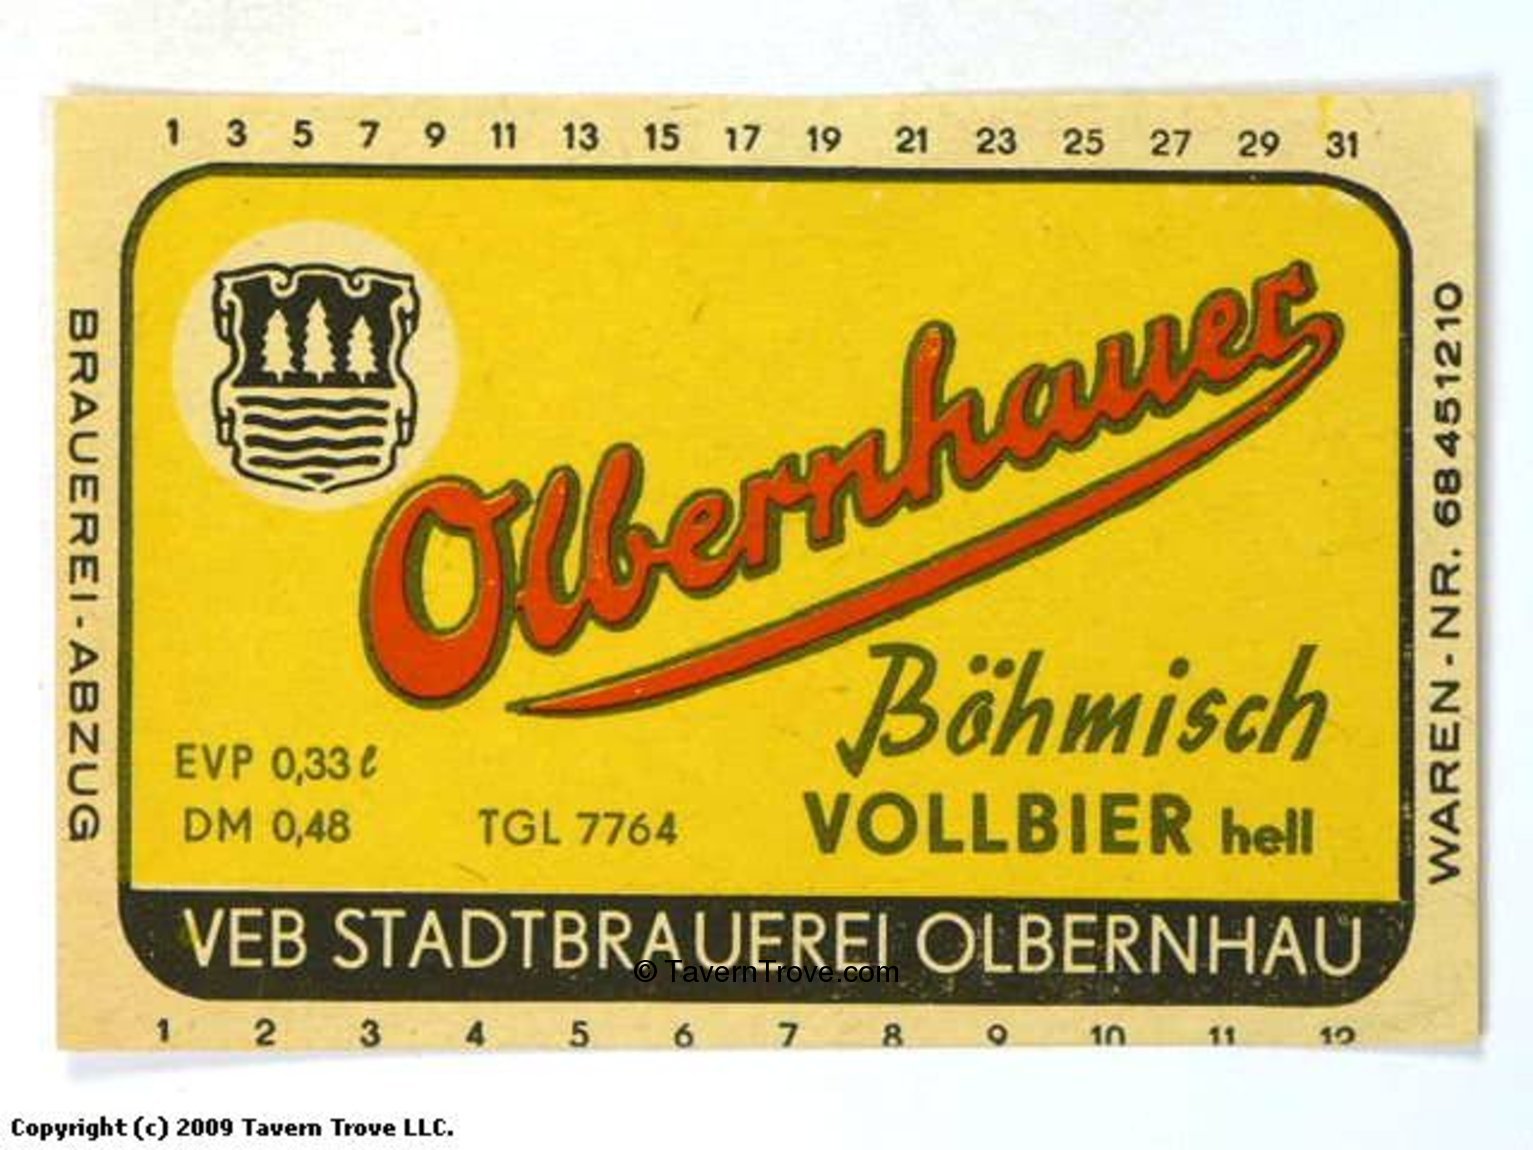 1 3 5 7 9 11 13 15 17 19 21 23 25 27 29 31
BRAUEREI-ABZUG
Olbernhauer
Böhmisch
VOLLBIER hell
EVP 0,33 ℓ
DM 0,48
TGL 7764
VEB STADTBRAUEREI OLBERNHAU
© TavernTrove.com
WAREN-NR. 68451210
1 2 3 4 5 6 7 8 9 10 11 12
Copyright (c) 2009 Tavern Trove LLC.